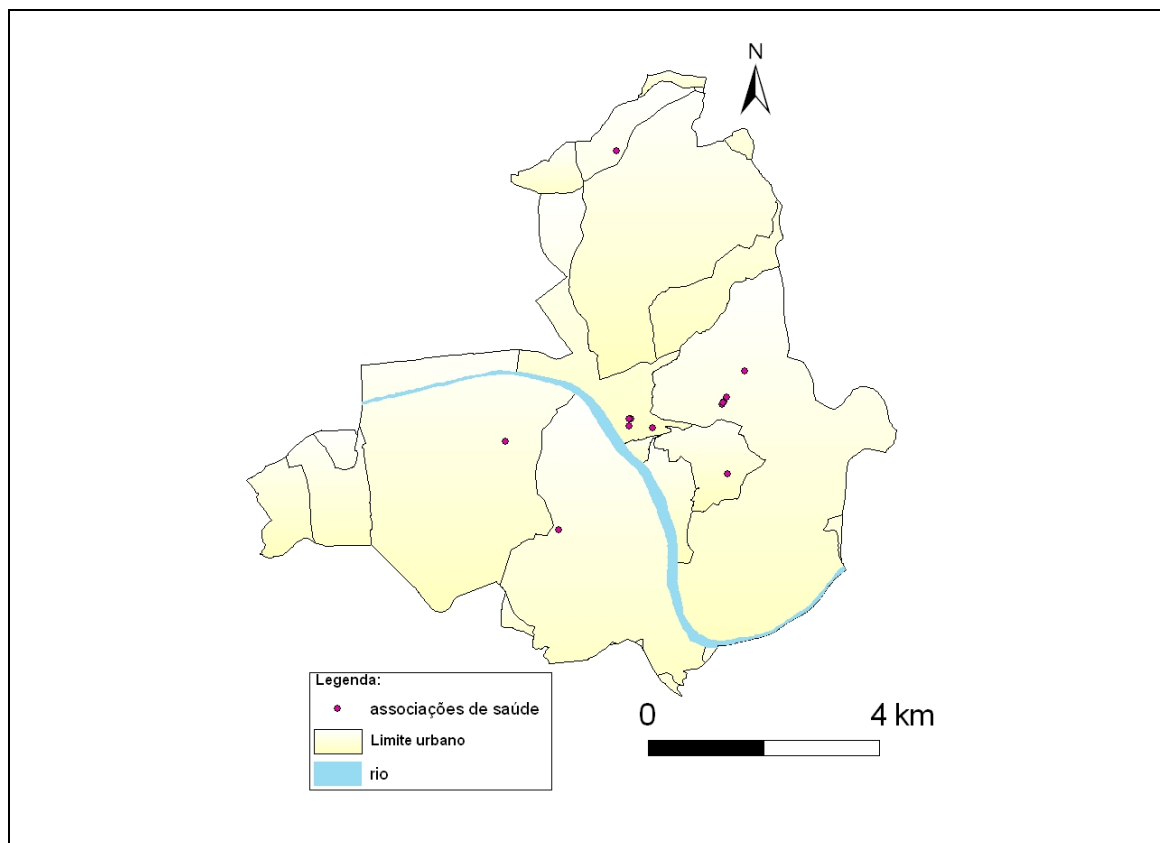 N
Legenda:
associações de saúde
Limite urbano
rio
0 4 km